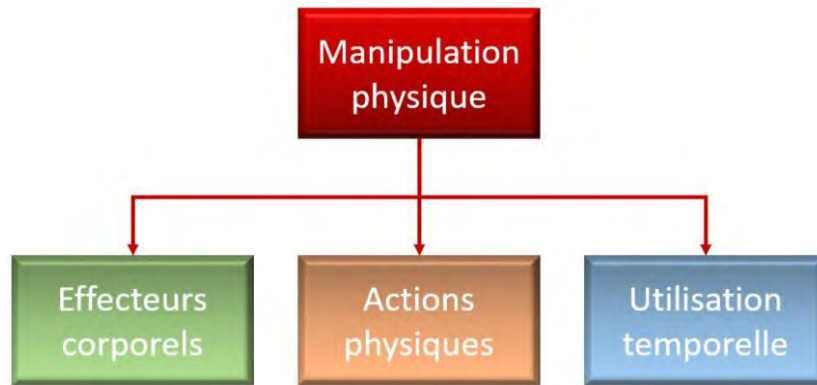 Manipulation
physique
Effecteurs
corporels
Actions
physiques
Utilisation
temporelle